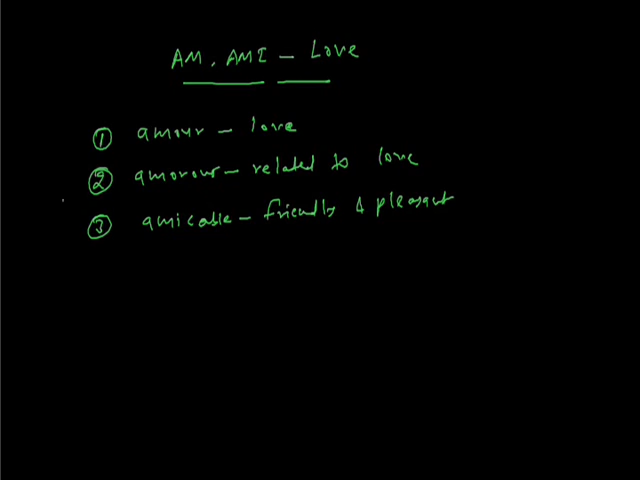 AM, AMI - Love
① amour - love
② amorous - related to love
③ amicable - friendly & pleasant